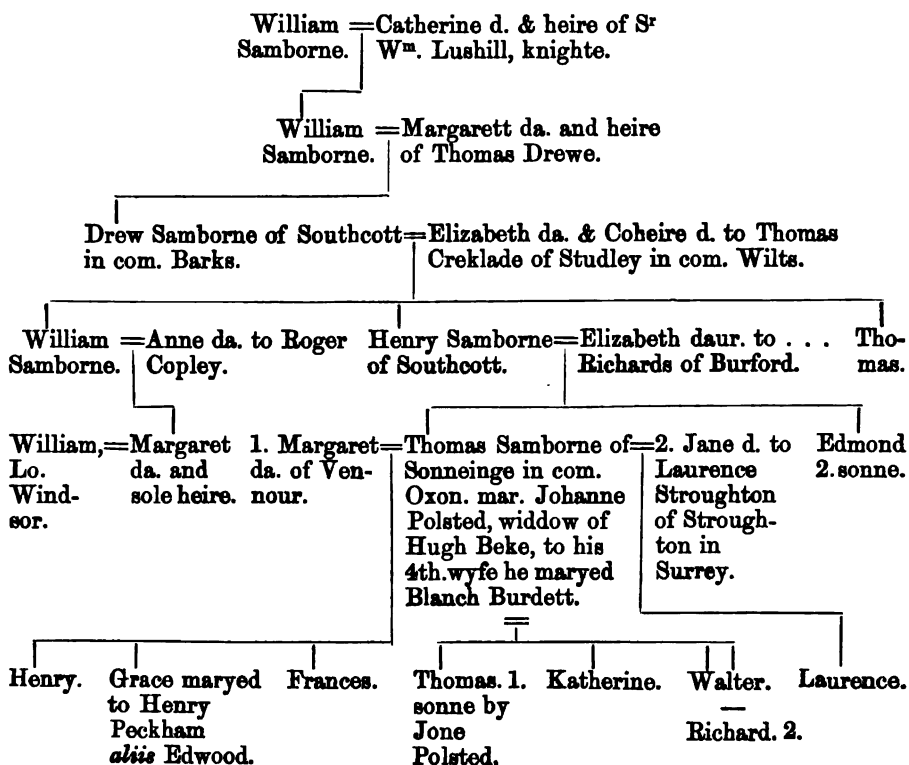 William = Catherine d. & heire of Sr
Samborne. Wm. Lushill, knighte.
William = Margarett da. and heire
Samborne. of Thomas Drewe.
Drew Samborne of Southcott = Elizabeth da. & Coheire d. to Thomas
in com. Barks. Creklade of Studley in com. Wilts.
William = Anne da. to Roger Henry Samborne = Elizabeth daur. to . . . Tho-
Samborne. Copley. of Southcott. Richards of Burford. mas.
William, = Margaret 1. Margaret = Thomas Samborne of = 2. Jane d. to Edmond
Lo. da. and da. of Ven- Sonneinge in com. Laurence 2. sonne.
Wind- sole heire. nour. Oxon. mar. Johanne Stroughton
sor. Polsted, widdow of of Strough-
Hugh Beke, to his ton in
4th. wyfe he maryed Surrey.
Blanch Burdett.
=
Henry. Grace maryed Frances. Thomas. 1. Katherine. Walter. Laurence.
to Henry sonne by —
Peckham Jone Richard. 2.
aliis Edwood. Polsted.